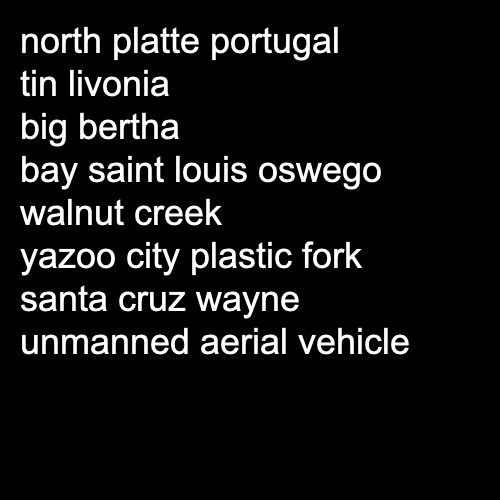 north platte portugal
tin livonia
big bertha
bay saint louis oswego
walnut creek
yazoo city plastic fork
santa cruz wayne
unmanned aerial vehicle